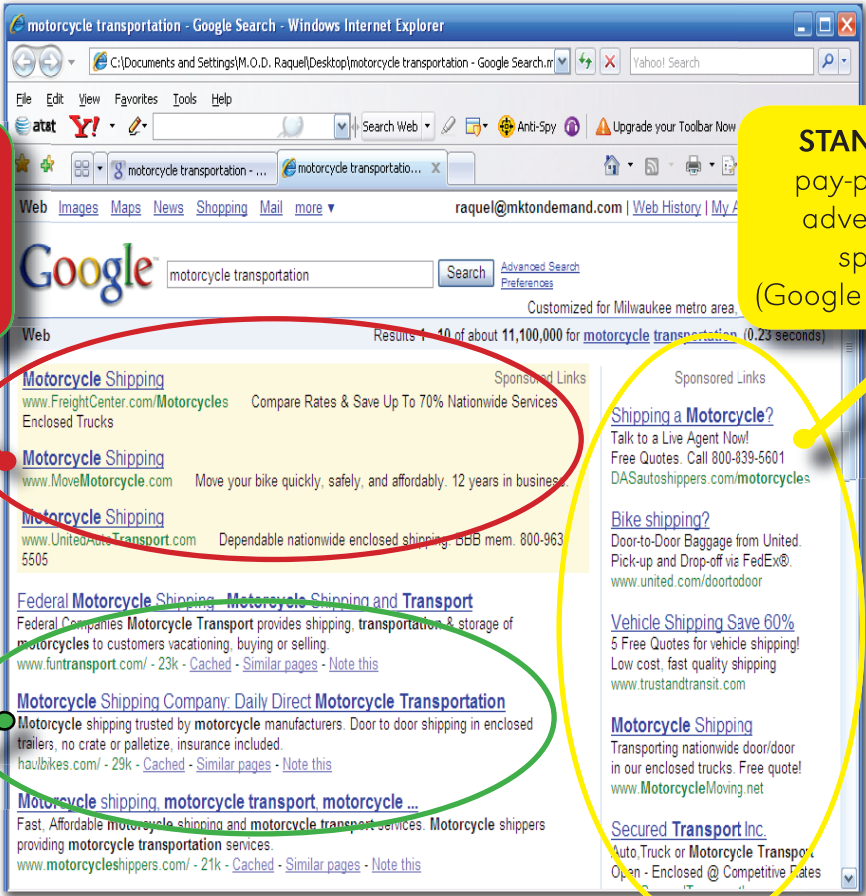 motorcycle transportation - Google Search - Windows Internet Explorer
C:\Documents and Settings\M.O.D. Raquel\Desktop\motorcycle transportation - Google Search.m
Yahoo! Search
File Edit View Favorites Tools Help
at&t Y! Search Web Anti-Spy Upgrade your Toolbar Now
motorcycle transportation - ... motorcycle transportatio... X
STAN
pay-p
adve
sp
(Google
Web Images Maps News Shopping Mail more ▼ raquel@mktondemand.com | Web History | My A
Google motorcycle transportation Search Advanced Search
Preferences
Customized for Milwaukee metro area,
Web Results 1 - 10 of about 11,100,000 for motorcycle transportation. (0.23 seconds)
Motorcycle Shipping Sponsored Links
www.FreightCenter.com/Motorcycles Compare Rates & Save Up To 70% Nationwide Services
Enclosed Trucks
Motorcycle Shipping
www.MoveMotorcycle.com Move your bike quickly, safely, and affordably. 12 years in business.
Motorcycle Shipping
www.UnitedAutoTransport.com Dependable nationwide enclosed shipping. BBB mem. 800-963
5505
Federal Motorcycle Shipping - Motorcycle Shipping and Transport
Federal Companies Motorcycle Transport provides shipping, transportation & storage of
motorcycles to customers vacationing, buying or selling.
www.funtransport.com/ - 23k - Cached - Similar pages - Note this
Motorcycle Shipping Company: Daily Direct Motorcycle Transportation
Motorcycle shipping trusted by motorcycle manufacturers. Door to door shipping in enclosed
trailers, no crate or palletize, insurance included.
haulbikes.com/ - 29k - Cached - Similar pages - Note this
Motorcycle shipping, motorcycle transport, motorcycle ...
Fast, Affordable motorcycle shipping and motorcycle transport services. Motorcycle shippers
providing motorcycle transportation services.
www.motorcycleshippers.com/ - 21k - Cached - Similar pages - Note this
Sponsored Links
Shipping a Motorcycle?
Talk to a Live Agent Now!
Free Quotes. Call 800-839-5601
DASautoshippers.com/motorcycles
Bike shipping?
Door-to-Door Baggage from United.
Pick-up and Drop-off via FedEx®.
www.united.com/doortodoor
Vehicle Shipping Save 60%
5 Free Quotes for vehicle shipping!
Low cost, fast quality shipping
www.trustandtransit.com
Motorcycle Shipping
Transporting nationwide door/door
in our enclosed trucks. Free quote!
www.MotorcycleMoving.net
Secured Transport Inc.
Auto,Truck or Motorcycle Transport
Open - Enclosed @ Competitive Rates